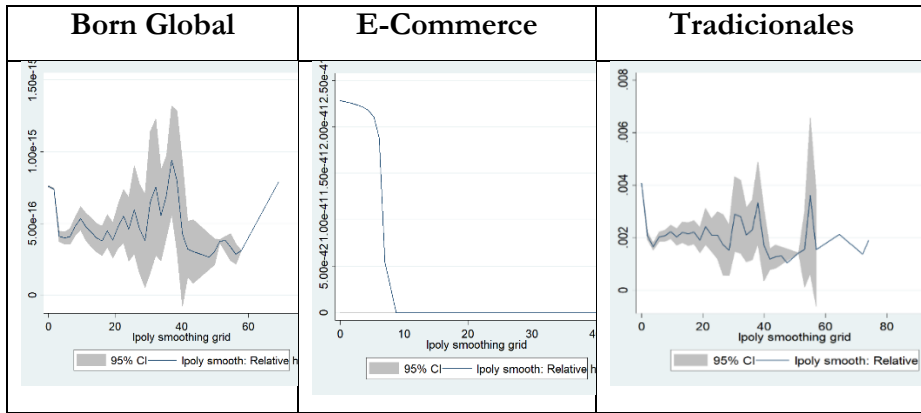 Born Global
E-Commerce
Tradicionales
1.50e-15
1.00e-15
5.00e-16
0
0 20 40 60
lpoly smoothing grid
95% CI lpoly smooth: Relative h
0
0 10 20 30
lpoly smoothing grid
95% CI lpoly smooth: Relative h
.008
.006
.004
.002
0
0 20 40 60 80
lpoly smoothing grid
95% CI lpoly smooth: Relative